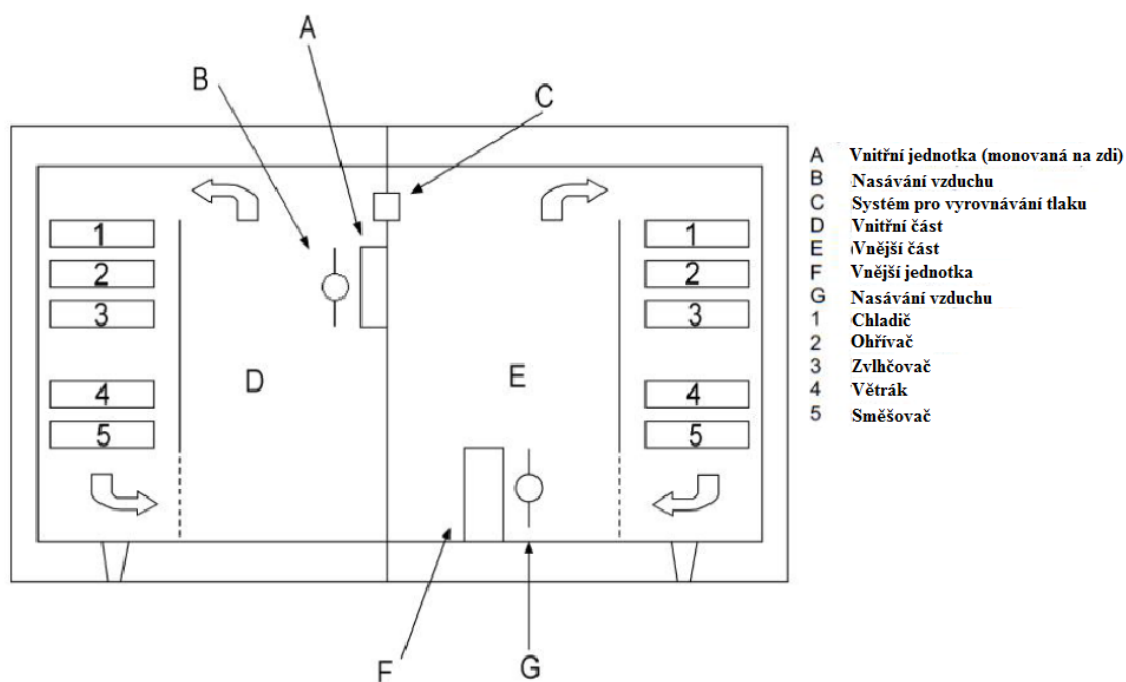 A
B
C
1
2
3
4
5
D
E
1
2
3
4
5
F
G
A Vnitřní jednotka (monovaná na zdi)
B Nasávání vzduchu
C Systém pro vyrovnávání tlaku
D Vnitřní část
E Vnější část
F Vnější jednotka
G Nasávání vzduchu
1 Chladič
2 Ohřívač
3 Zvlhčovač
4 Větrák
5 Směšovač